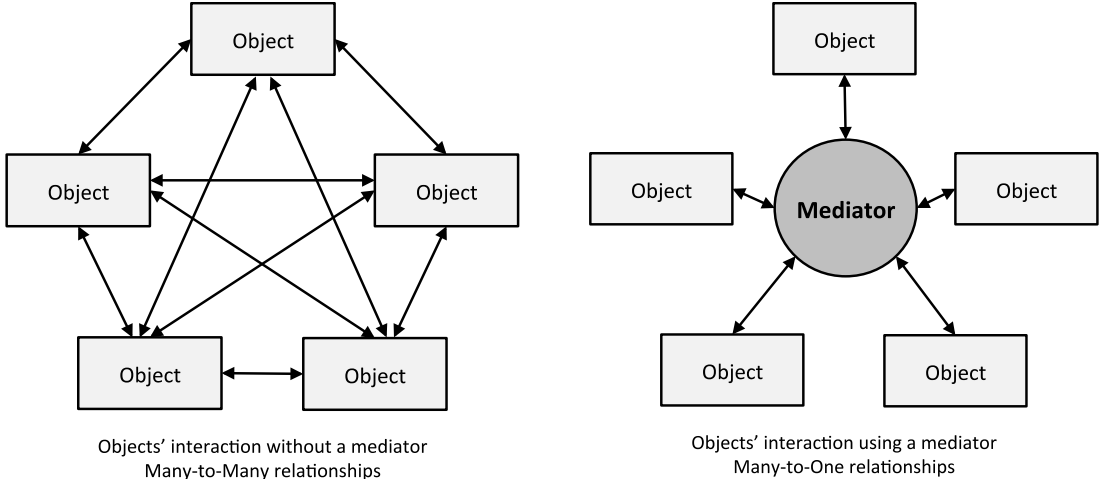 Object
Object
Object
Object
Object
Objects’ interaction without a mediator
Many-to-Many relationships
Object
Object
Mediator
Object
Object
Object
Objects’ interaction using a mediator
Many-to-One relationships